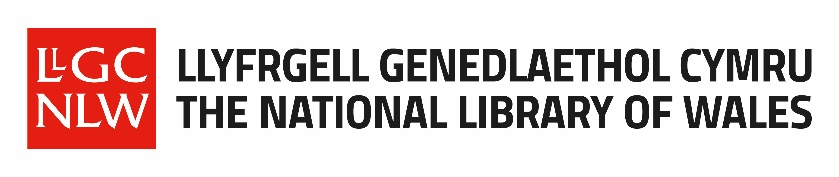 LLGC
NLW
LLYFRGELL GENEDLAETHOL CYMRU
THE NATIONAL LIBRARY OF WALES